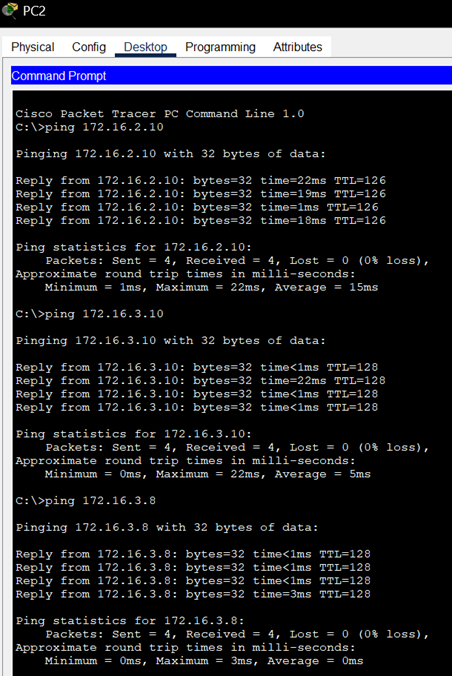 PC2
Physical Config Desktop Programming Attributes
Command Prompt
Cisco Packet Tracer PC Command Line 1.0
C:\>ping 172.16.2.10
Pinging 172.16.2.10 with 32 bytes of data:
Reply from 172.16.2.10: bytes=32 time=22ms TTL=126
Reply from 172.16.2.10: bytes=32 time=19ms TTL=126
Reply from 172.16.2.10: bytes=32 time=1ms TTL=126
Reply from 172.16.2.10: bytes=32 time=18ms TTL=126
Ping statistics for 172.16.2.10:
Packets: Sent = 4, Received = 4, Lost = 0 (0% loss),
Approximate round trip times in milli-seconds:
Minimum = 1ms, Maximum = 22ms, Average = 15ms
C:\>ping 172.16.3.10
Pinging 172.16.3.10 with 32 bytes of data:
Reply from 172.16.3.10: bytes=32 time<1ms TTL=128
Reply from 172.16.3.10: bytes=32 time=22ms TTL=128
Reply from 172.16.3.10: bytes=32 time<1ms TTL=128
Reply from 172.16.3.10: bytes=32 time<1ms TTL=128
Ping statistics for 172.16.3.10:
Packets: Sent = 4, Received = 4, Lost = 0 (0% loss),
Approximate round trip times in milli-seconds:
Minimum = 0ms, Maximum = 22ms, Average = 5ms
C:\>ping 172.16.3.8
Pinging 172.16.3.8 with 32 bytes of data:
Reply from 172.16.3.8: bytes=32 time<1ms TTL=128
Reply from 172.16.3.8: bytes=32 time<1ms TTL=128
Reply from 172.16.3.8: bytes=32 time<1ms TTL=128
Reply from 172.16.3.8: bytes=32 time=3ms TTL=128
Ping statistics for 172.16.3.8:
Packets: Sent = 4, Received = 4, Lost = 0 (0% loss),
Approximate round trip times in milli-seconds:
Minimum = 0ms, Maximum = 3ms, Average = 0ms